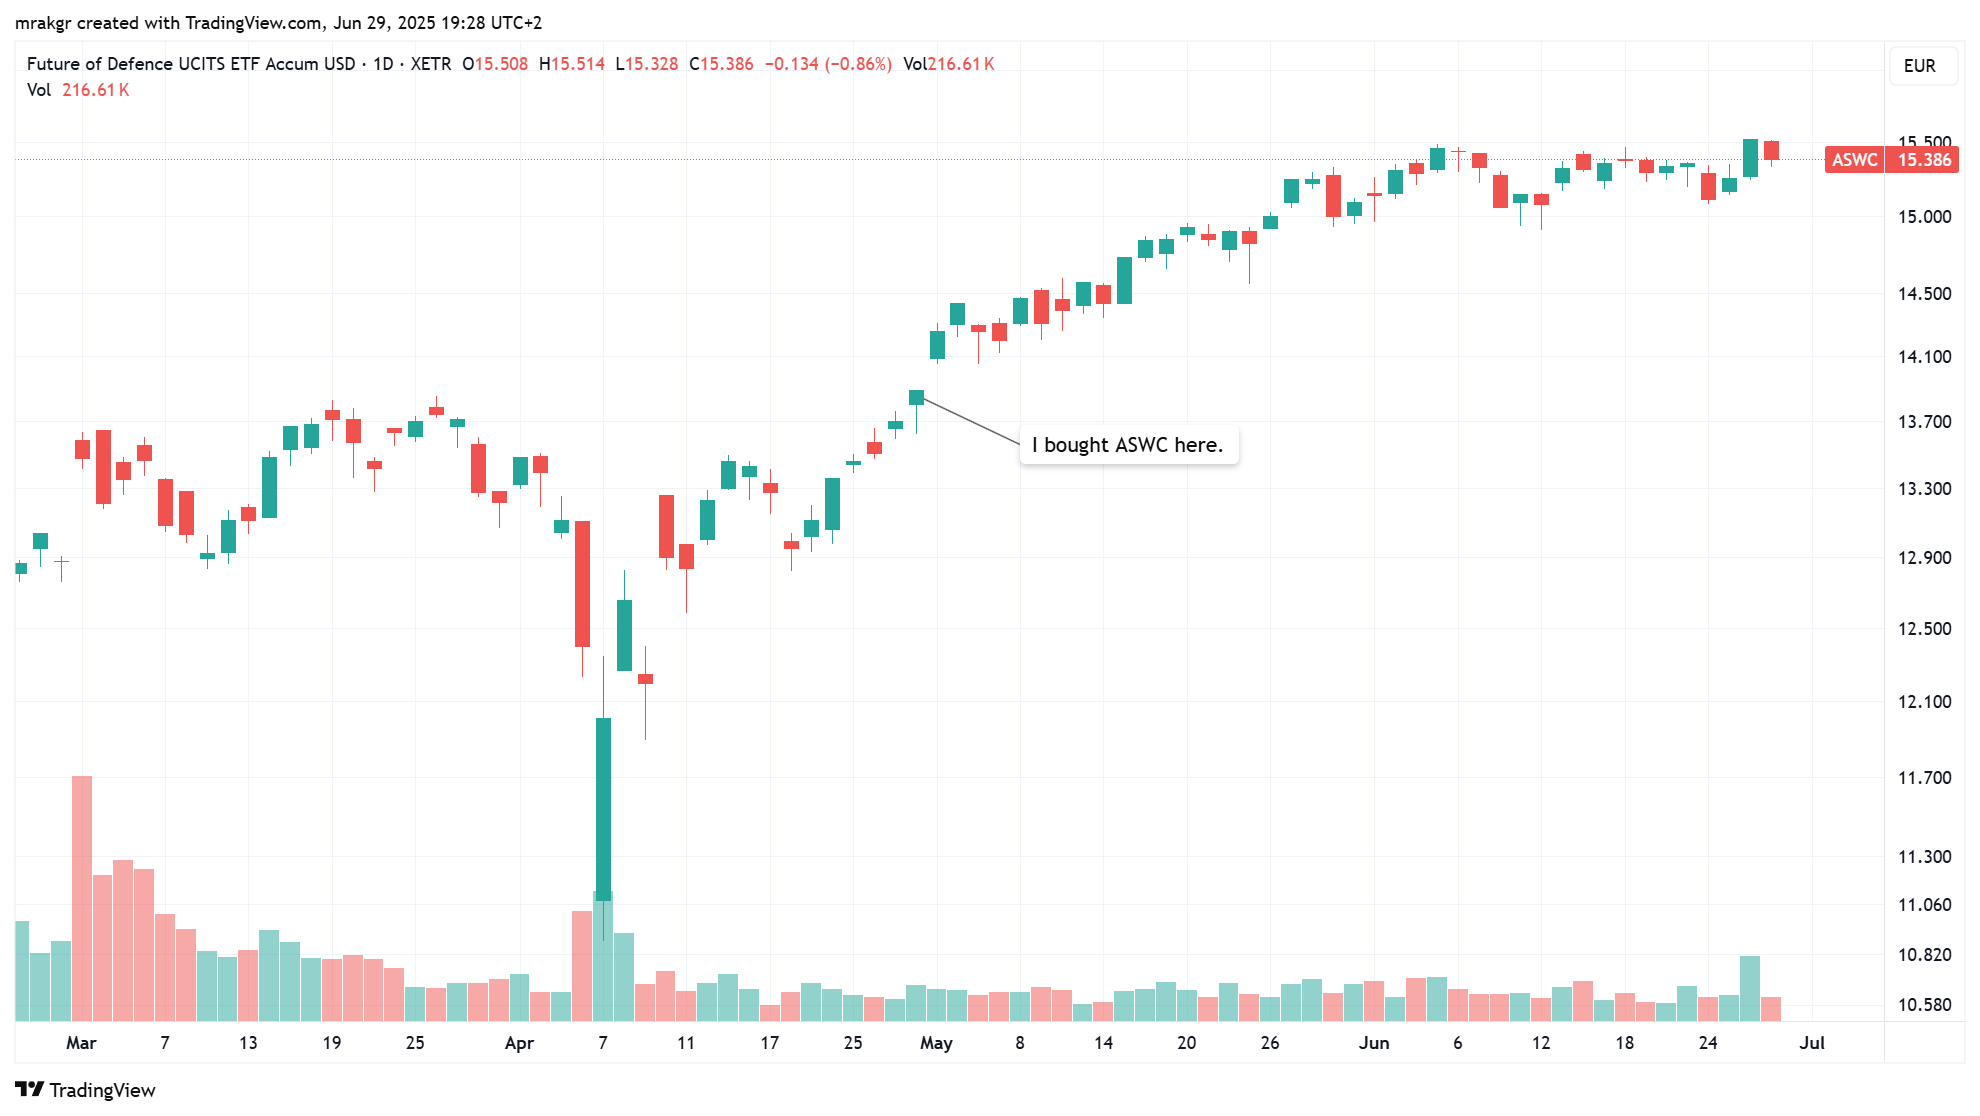 mrakgr created with TradingView.com, Jun 29, 2025 19:28 UTC+2
Future of Defence UCITS ETF Accum USD · 1D · XETR O15.508 H15.514 L15.328 C15.386 −0.134 (−0.86%) Vol216.61 K
Vol 216.61 K
EUR
15.500
ASWC 15.386
15.000
14.500
14.100
13.700
I bought ASWC here.
13.300
12.900
12.500
12.100
11.700
11.300
11.060
10.820
10.580
Mar 7 13 19 25 Apr 7 11 17 25 May 8 14 20 26 Jun 6 12 18 24 Jul
TradingView